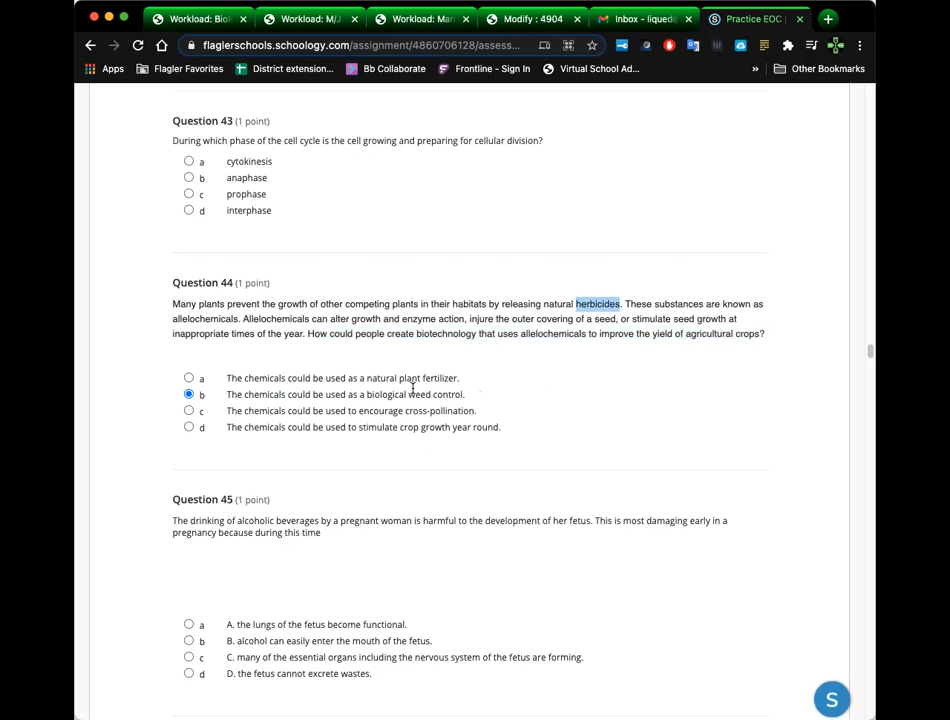 Workload: Biol
Workload: M/J
Workload: Mar
Modify : 4904
Inbox - liqued
Practice EOC
flaglerschools.schoology.com/assignment/4860706128/assess...
Apps
Flagler Favorites
District extension...
Bb Collaborate
Frontline - Sign In
Virtual School Ad...
»
Other Bookmarks
Question 43 (1 point)
During which phase of the cell cycle is the cell growing and preparing for cellular division?
a cytokinesis
b anaphase
c prophase
d interphase
Question 44 (1 point)
Many plants prevent the growth of other competing plants in their habitats by releasing natural herbicides. These substances are known as
allelochemicals. Allelochemicals can alter growth and enzyme action, injure the outer covering of a seed, or stimulate seed growth at
inappropriate times of the year. How could people create biotechnology that uses allelochemicals to improve the yield of agricultural crops?
a The chemicals could be used as a natural plant fertilizer.
b The chemicals could be used as a biological weed control.
c The chemicals could be used to encourage cross-pollination.
d The chemicals could be used to stimulate crop growth year round.
Question 45 (1 point)
The drinking of alcoholic beverages by a pregnant woman is harmful to the development of her fetus. This is most damaging early in a
pregnancy because during this time
a A. the lungs of the fetus become functional.
b B. alcohol can easily enter the mouth of the fetus.
c C. many of the essential organs including the nervous system of the fetus are forming.
d D. the fetus cannot excrete wastes.
S